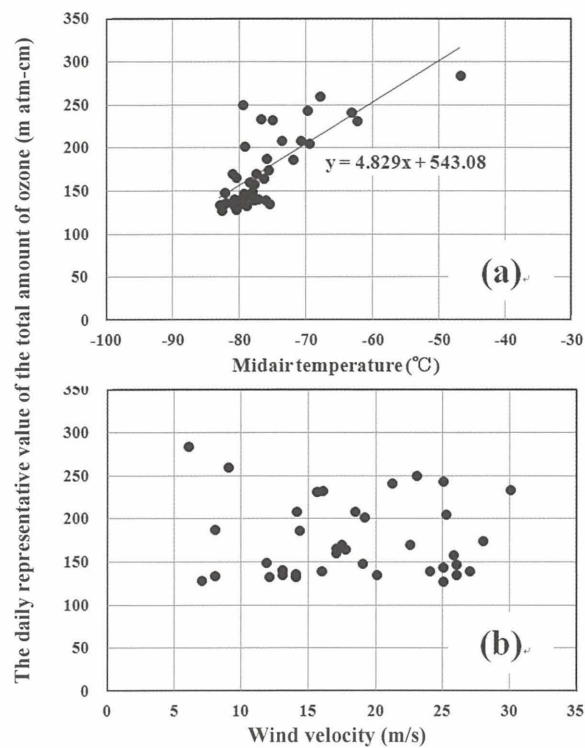 The daily representative value of the total amount of ozone (m atm-cm)
350
300
250
200
150
100
50
0
y = 4.829x + 543.08
(a)
-100 -90 -80 -70 -60 -50 -40 -30
Midair temperature(℃)
350
300
250
200
150
100
50
0
(b)
0 5 10 15 20 25 30 35
Wind velocity (m/s)